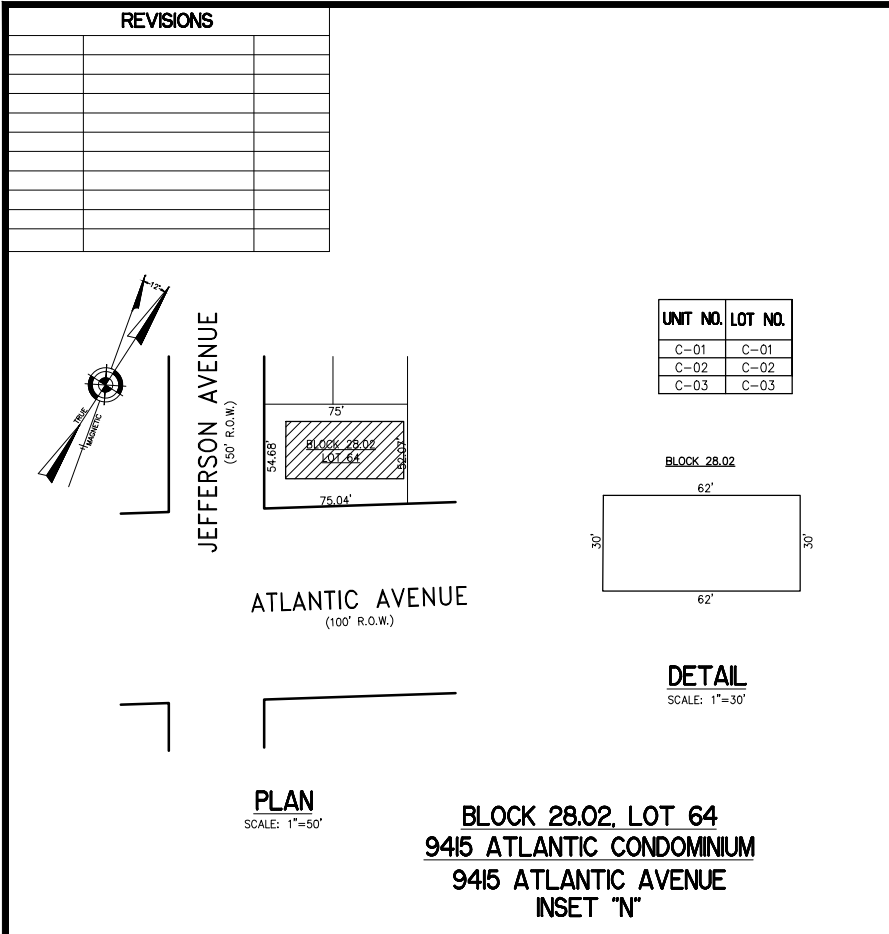 REVISIONS
12°
TRUE
MAGNETIC
JEFFERSON AVENUE
(50' R.O.W.)
75'
54.68'
BLOCK 28.02
LOT 64
52.07'
75.04'
ATLANTIC AVENUE
(100' R.O.W.)
PLAN
SCALE: 1"=50'
UNIT NO. LOT NO.
C-01 C-01
C-02 C-02
C-03 C-03
BLOCK 28.02
62'
30'
30'
62'
DETAIL
SCALE: 1"=30'
BLOCK 28.02, LOT 64
9415 ATLANTIC CONDOMINIUM
9415 ATLANTIC AVENUE
INSET "N"